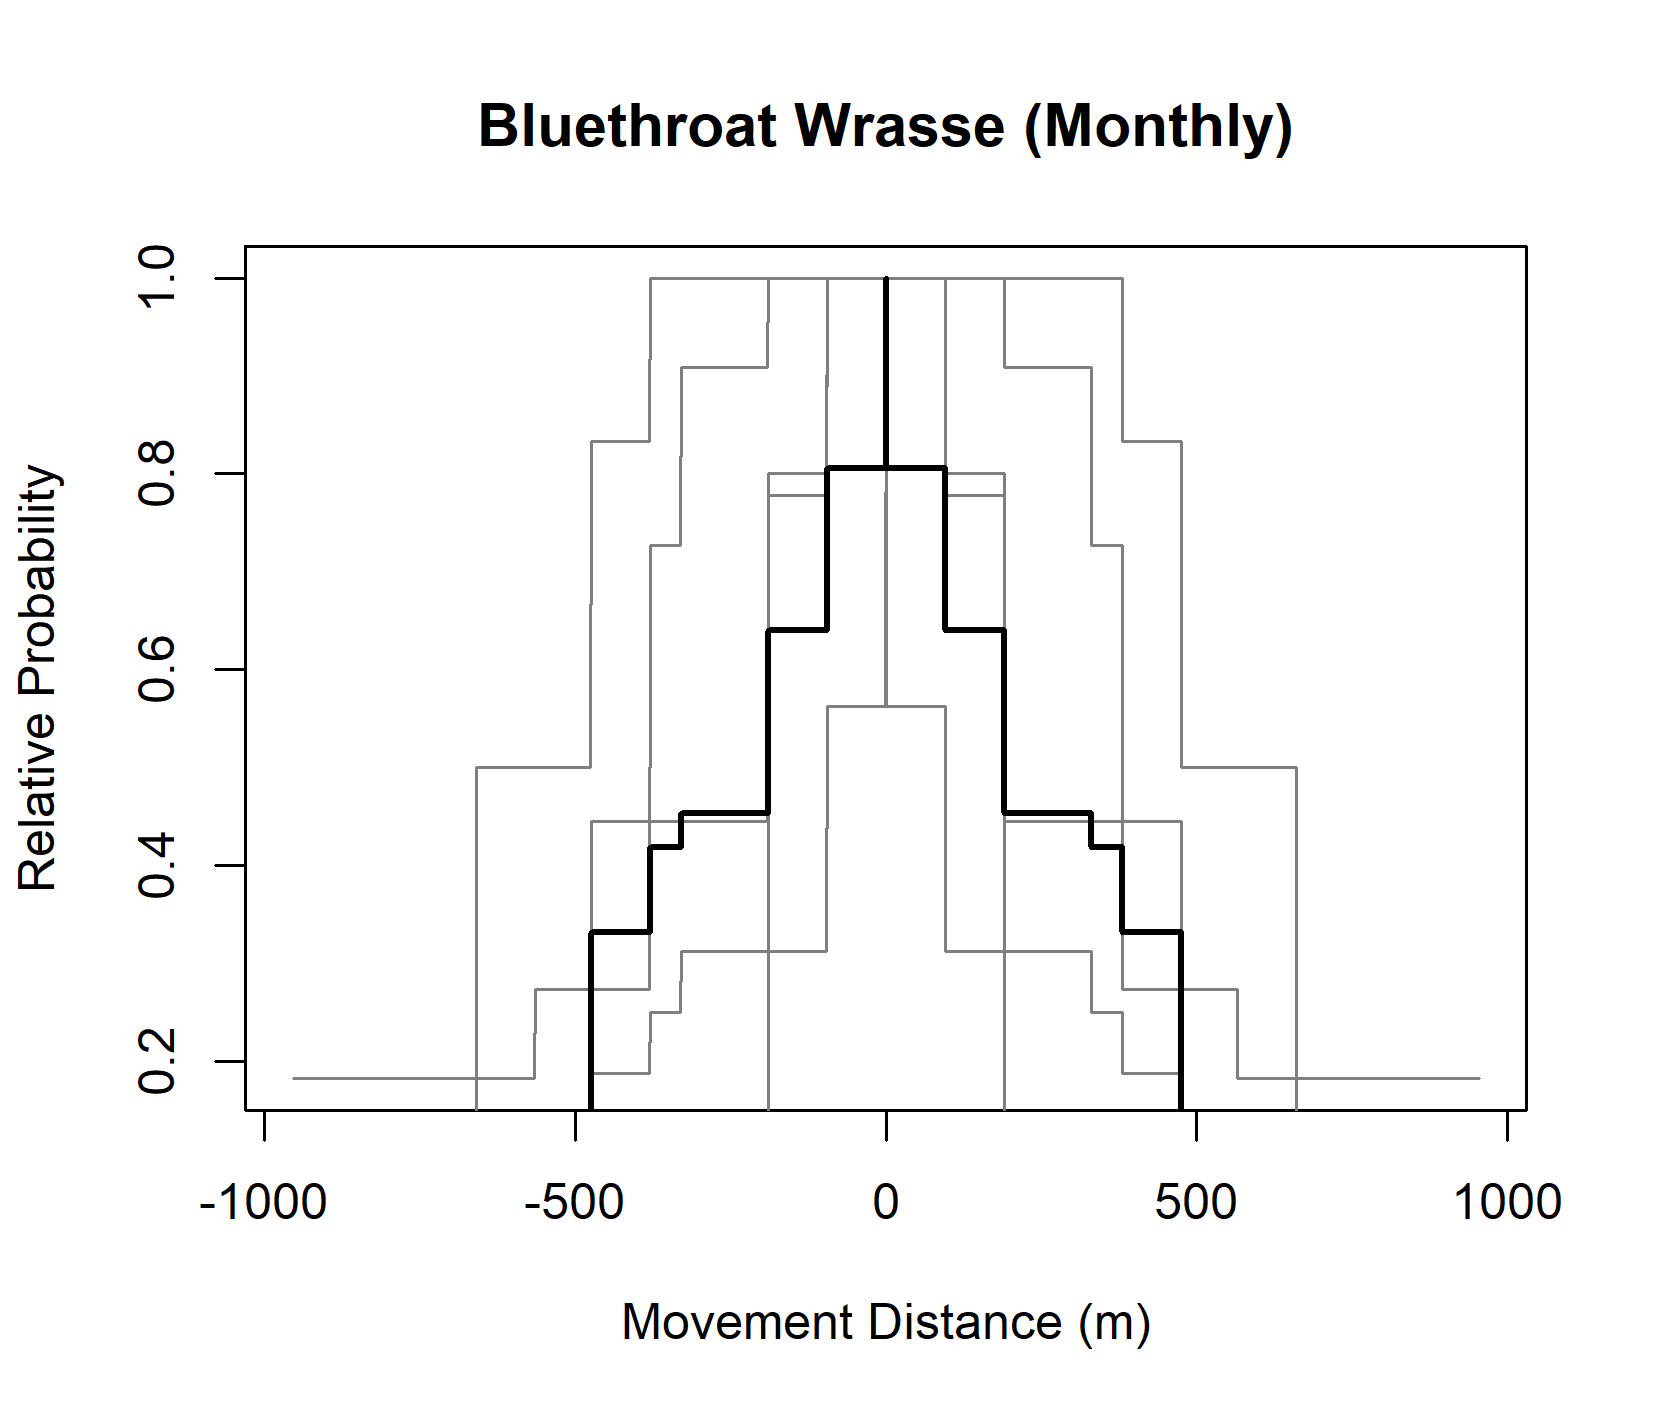 Bluethroat Wrasse (Monthly)
Relative Probability
1.0
0.8
0.6
0.4
0.2
-1000 -500 0 500 1000
Movement Distance (m)